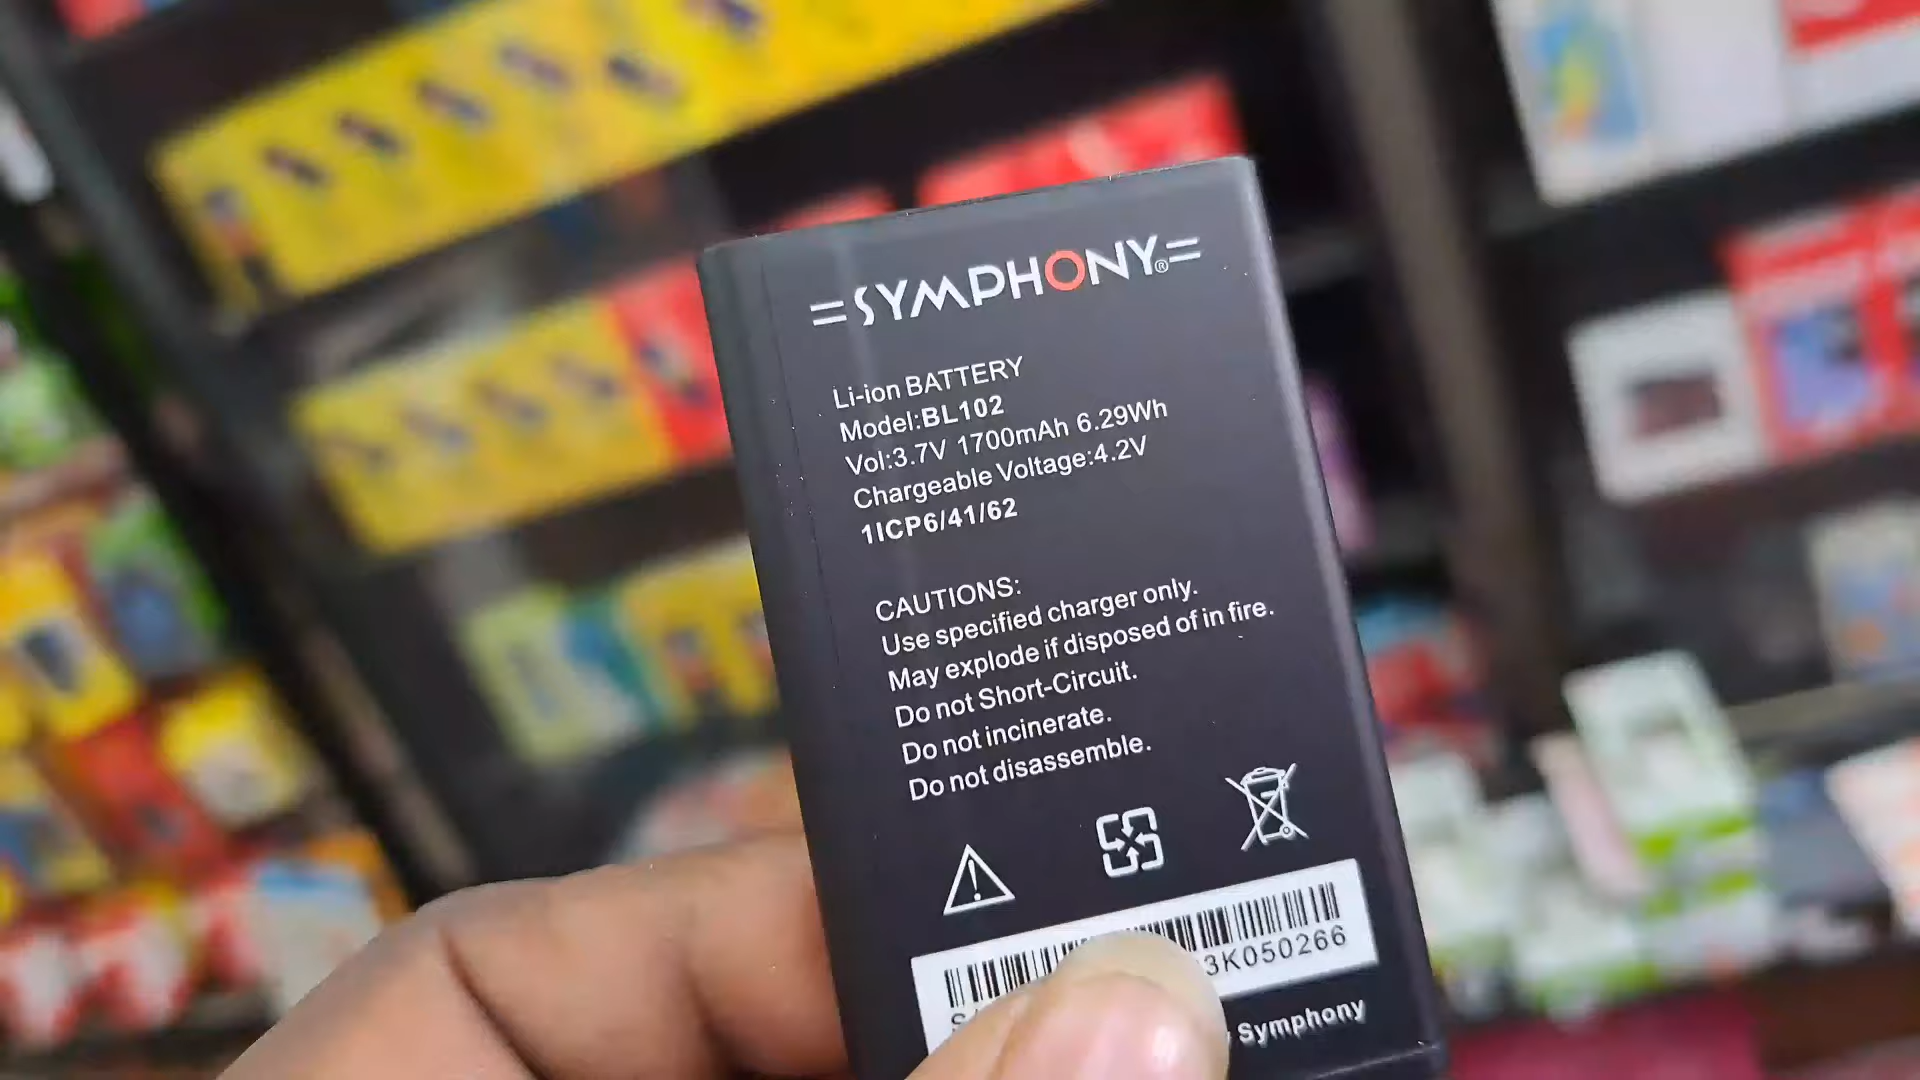 =SYMPHONY®=
Li-ion BATTERY
Model:BL102
Vol:3.7V 1700mAh 6.29Wh
Chargeable Voltage:4.2V
1ICP6/41/62
CAUTIONS:
Use specified charger only.
May explode if disposed of in fire.
Do not Short-Circuit.
Do not incinerate.
Do not disassemble.
3K050266
Symphony